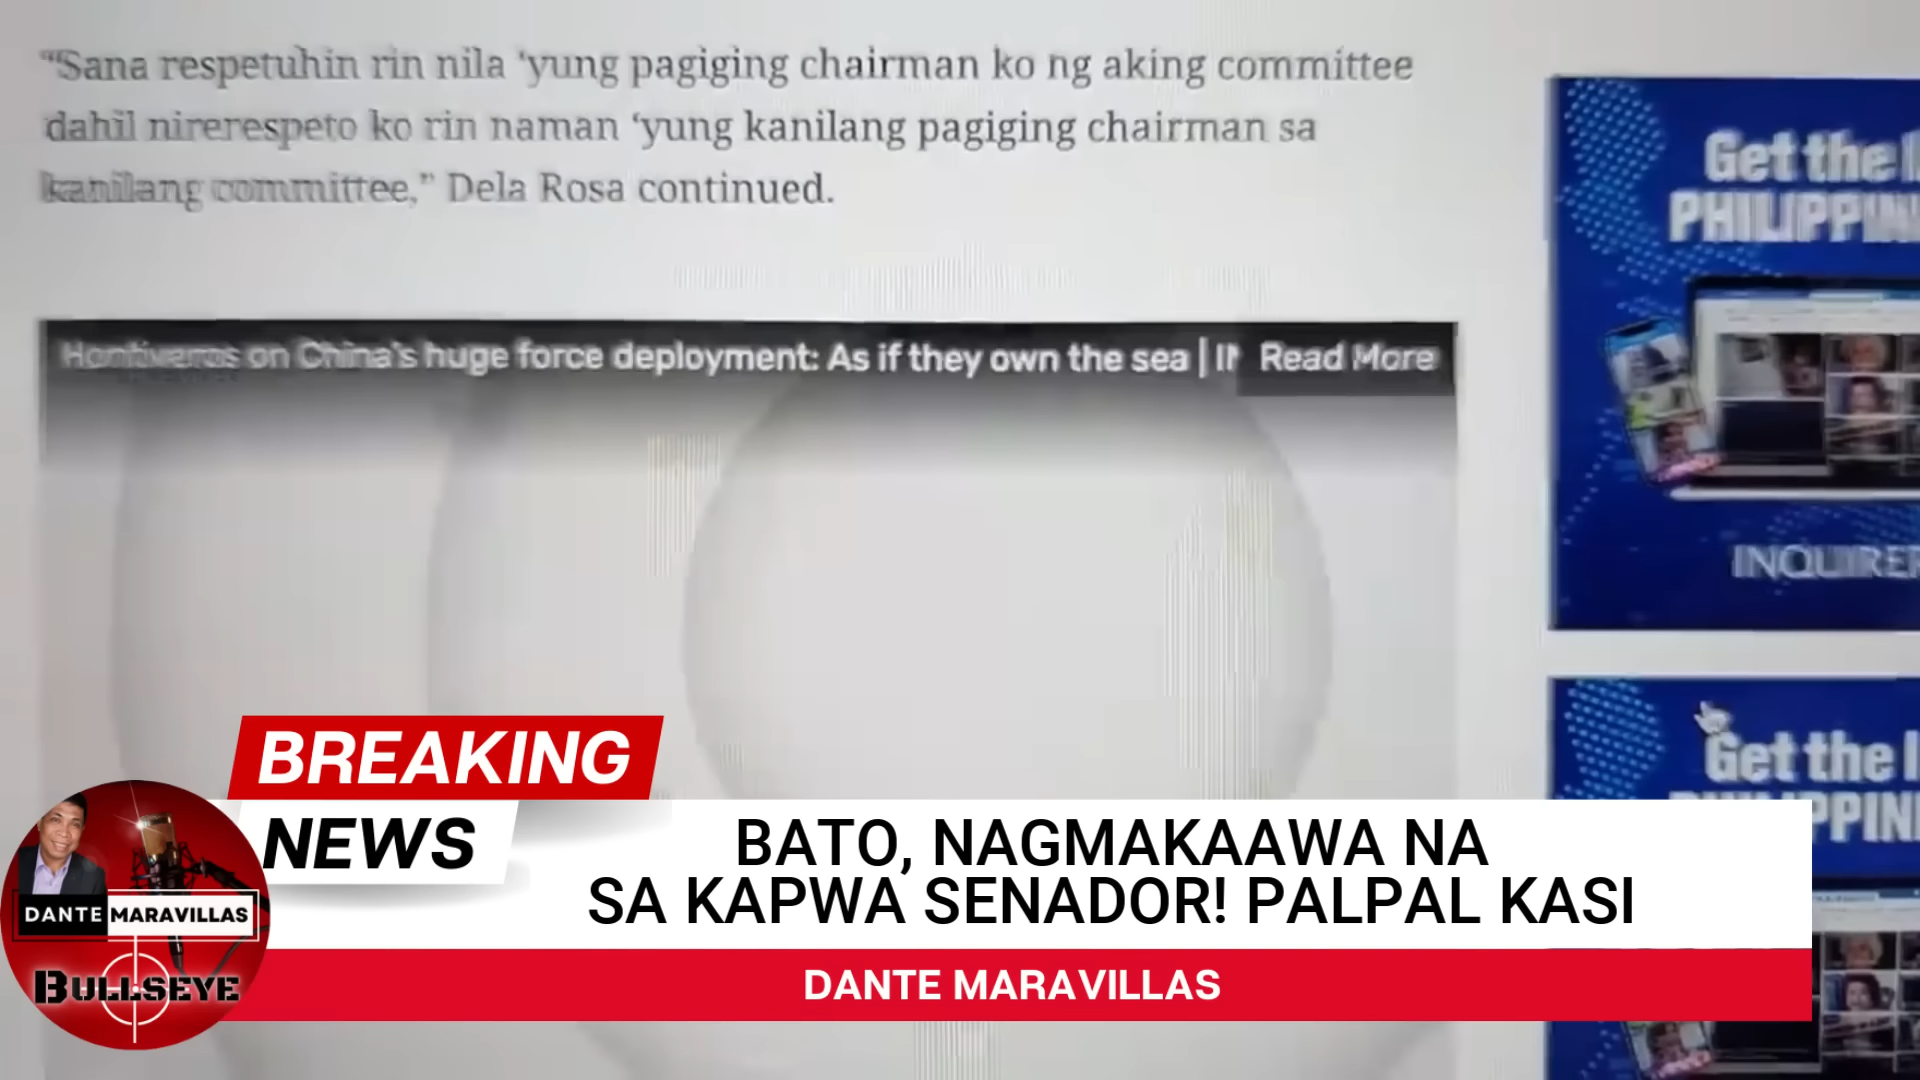 “Sana respetuhin rin nila ‘yung pagiging chairman ko ng aking committee
dahil nirerespeto ko rin naman ‘yung kanilang pagiging chairman sa
kanilang committee,” Dela Rosa continued.
Hontiveros on China's huge force deployment: As if they own the sea |
Read More
Get the
PHILIPPIN
INQUIRER
Get the
BREAKING
NEWS
BATO, NAGMAKAAWA NA
SA KAPWA SENADOR! PALPAL KASI
DANTE MARAVILLAS
DANTE MARAVILLAS
BULLSEYE